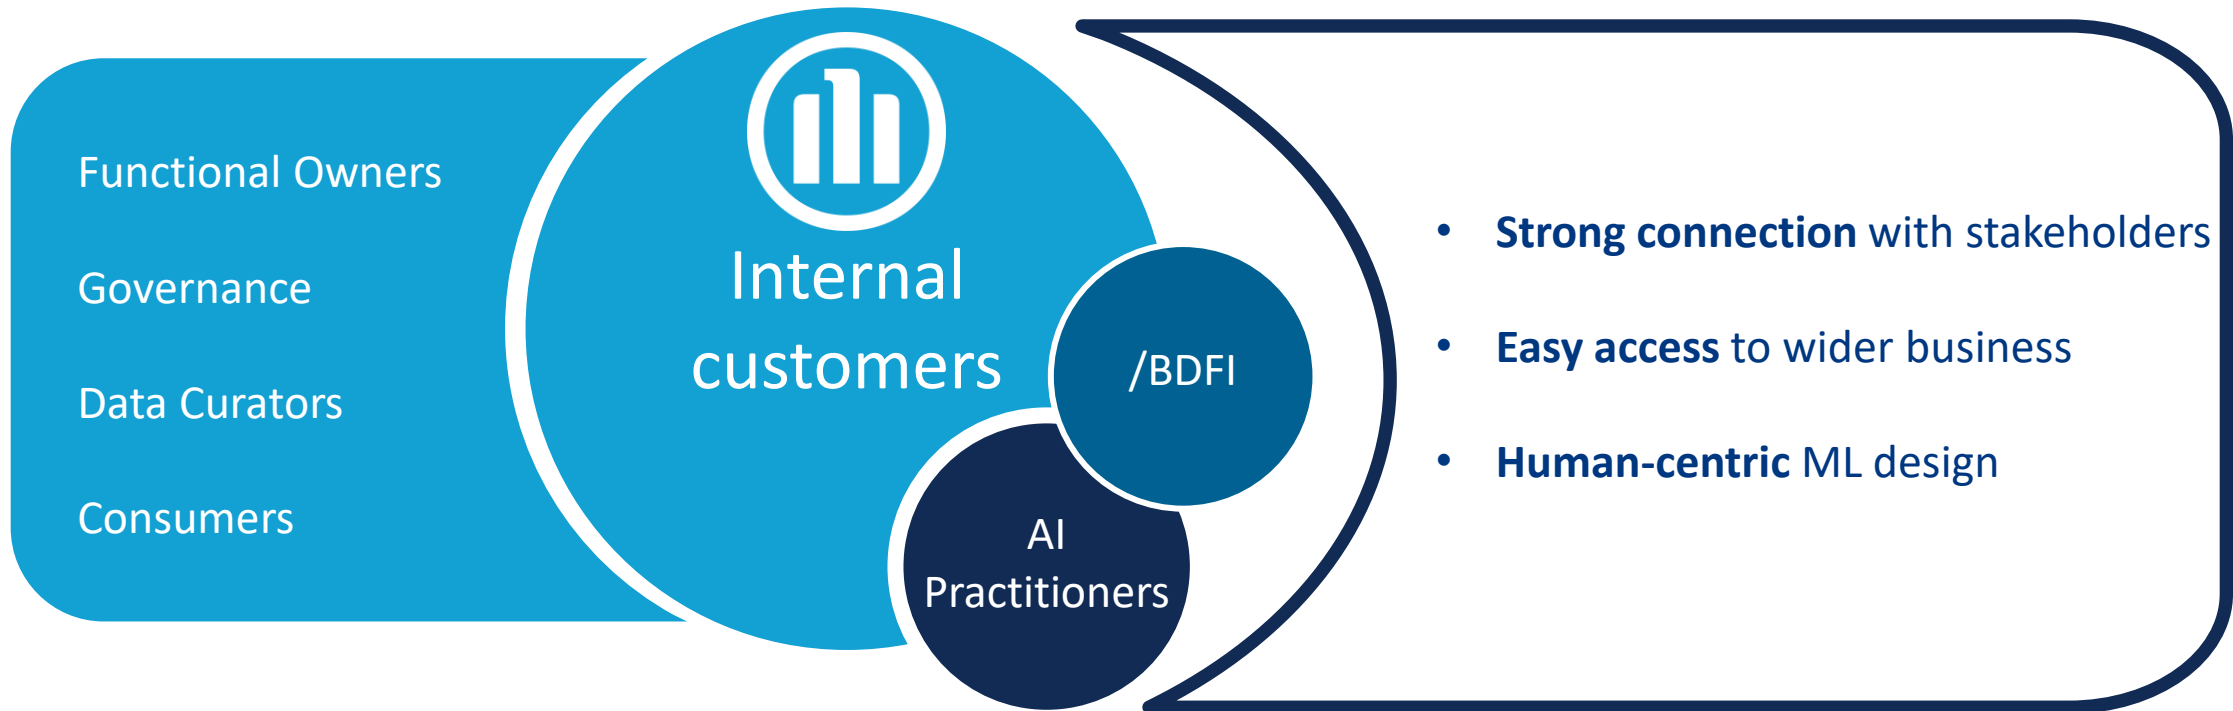 Functional Owners
Governance
Data Curators
Consumers
Internal
customers
/BDFI
AI
Practitioners
• Strong connection with stakeholders
• Easy access to wider business
• Human-centric ML design